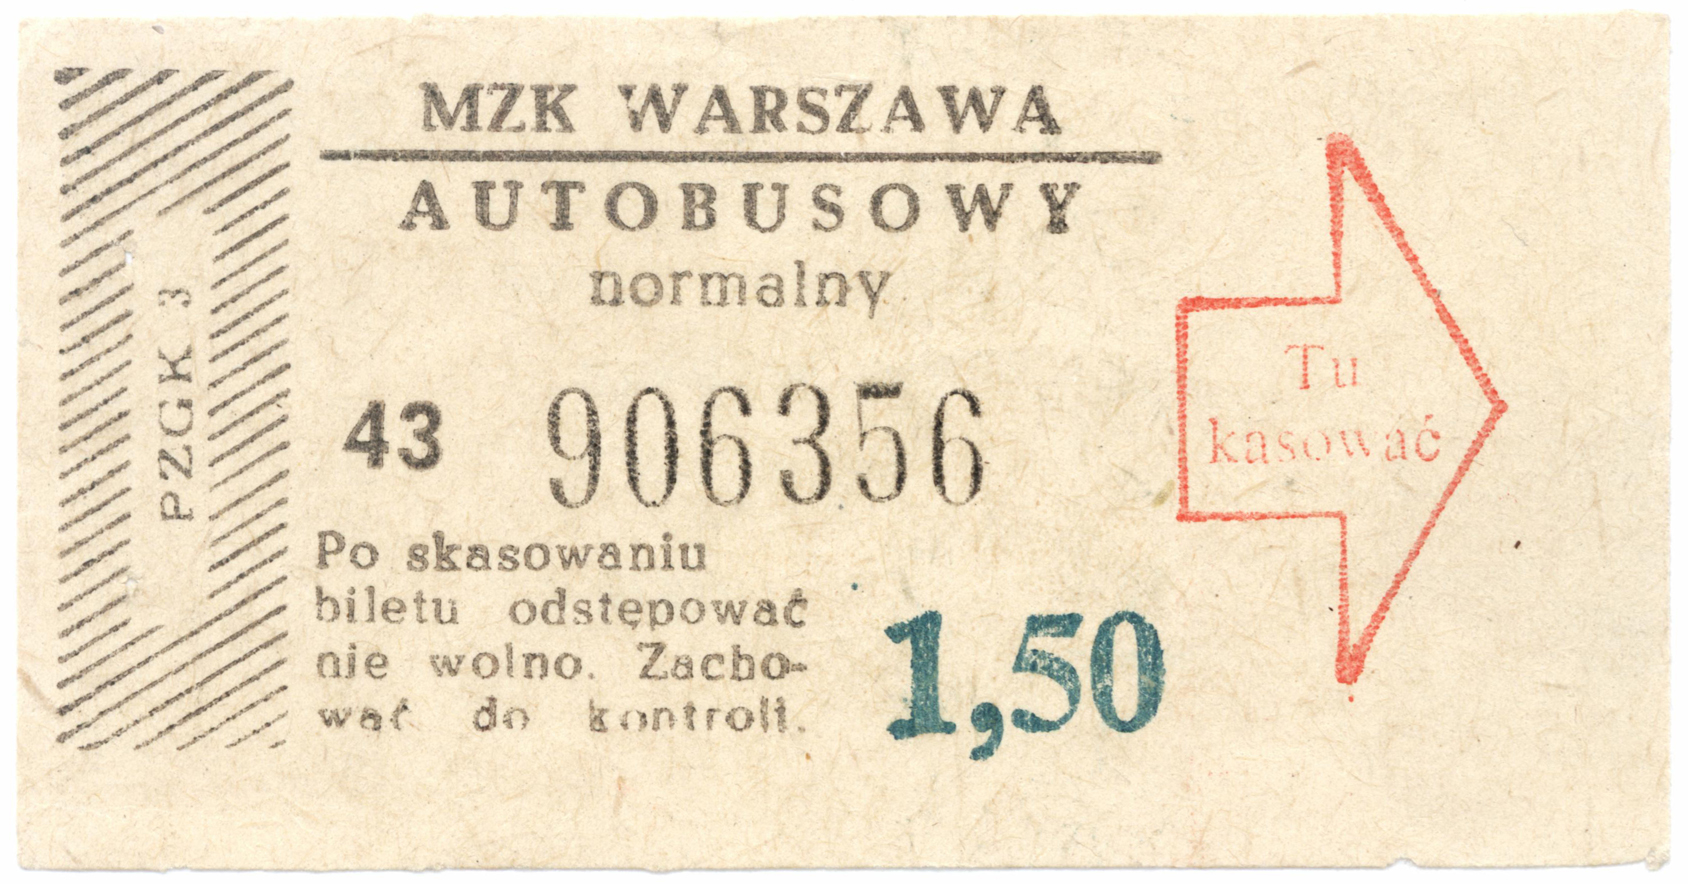 MZK WARSZAWA
AUTOBUSOWY
normalny
PZGK 3
43 906356
Tu
kasować
Po skasowaniu
biletu odstępować
nie wolno. Zacho-
wać do kontroli.
1,50